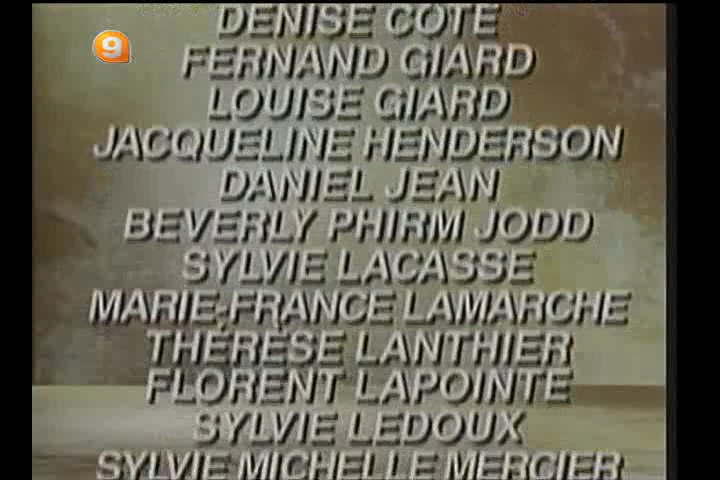 DENISE CÔTÉ
9
FERNAND GIARD
LOUISE GIARD
JACQUELINE HENDERSON
DANIEL JEAN
BEVERLY PHIRM JODD
SYLVIE LACASSE
MARIE-FRANCE LAMARCHE
THÉRÈSE LANTHIER
FLORENT LAPOINTE
SYLVIE LEDOUX
SYLVIE MICHELLE MERCIER